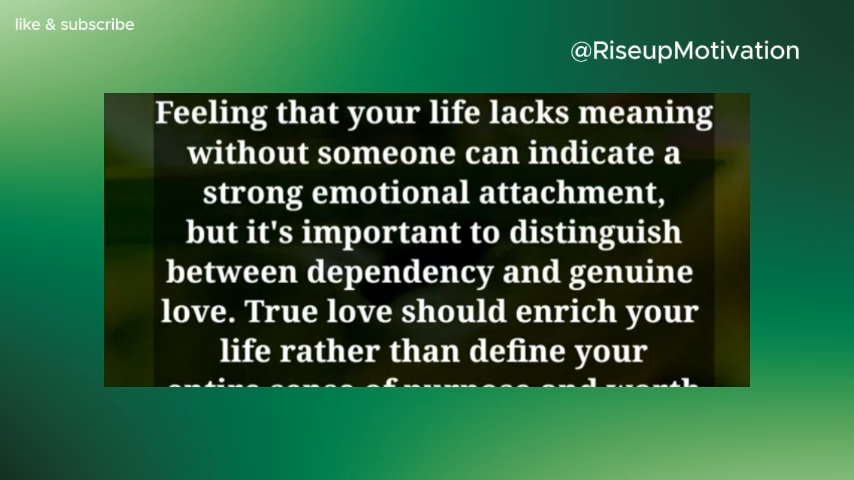 like & subscribe
@RiseupMotivation
Feeling that your life lacks meaning
without someone can indicate a
strong emotional attachment,
but it's important to distinguish
between dependency and genuine
love. True love should enrich your
life rather than define your
entire sense of purpose and worth